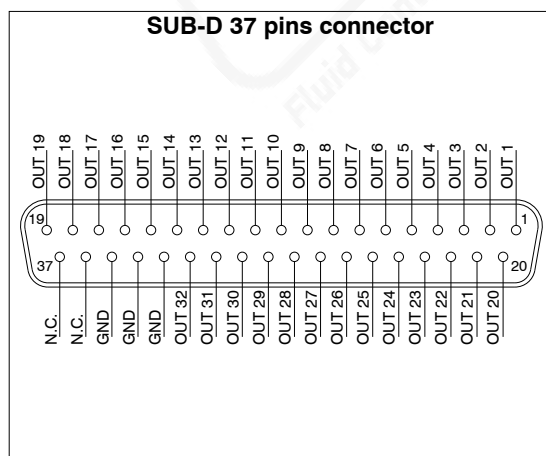 SUB-D 37 pins connector
Fluid
OUT 19
OUT 18
OUT 17
OUT 16
OUT 15
OUT 14
OUT 13
OUT 12
OUT 11
OUT 10
OUT 9
OUT 8
OUT 7
OUT 6
OUT 5
OUT 4
OUT 3
OUT 2
OUT 1
19
1
37
20
N.C.
N.C.
GND
GND
GND
OUT 32
OUT 31
OUT 30
OUT 29
OUT 28
OUT 27
OUT 26
OUT 25
OUT 24
OUT 23
OUT 22
OUT 21
OUT 20